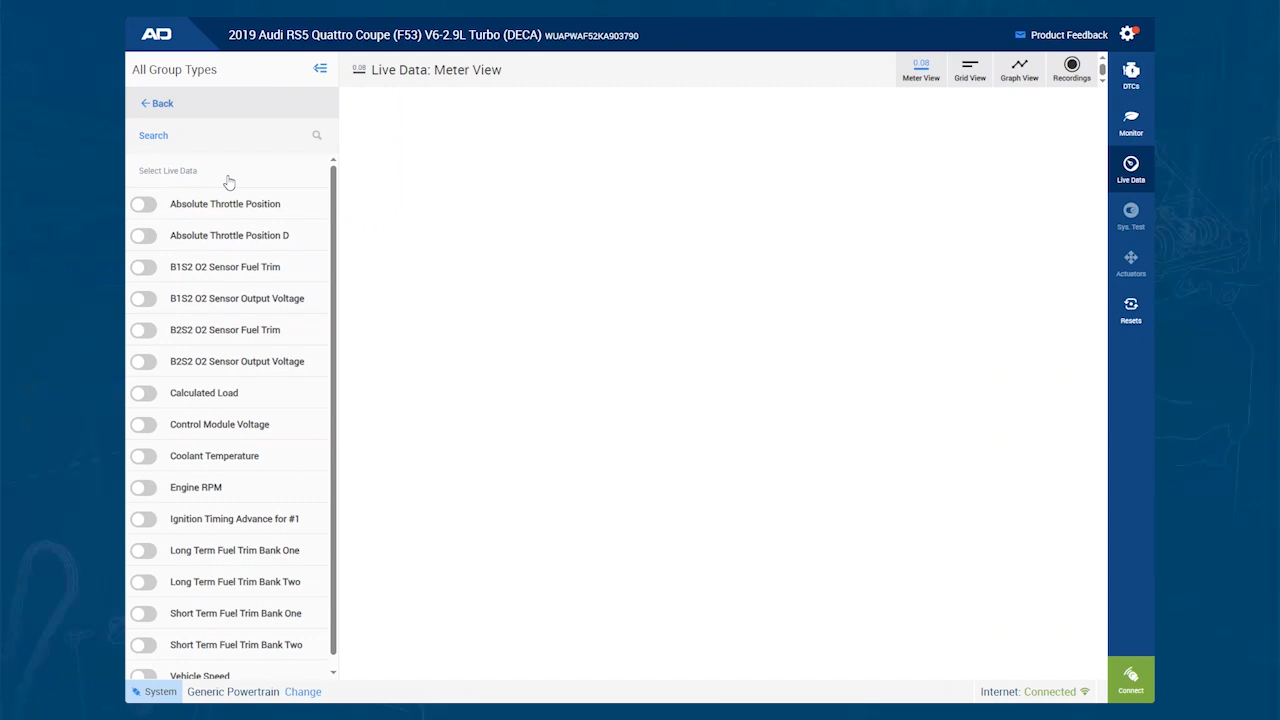 AD
2019 Audi RS5 Quattro Coupe (F53) V6-2.9L Turbo (DECA) WUAPWAF52KA903790
Product Feedback
All Group Types
0.08 Live Data: Meter View
0.08
Meter View
Grid View
Graph View
Recordings
DTCs
Back
Search
Monitor
Select Live Data
Live Data
Absolute Throttle Position
Absolute Throttle Position D
Sys. Test
B1S2 O2 Sensor Fuel Trim
Actuators
B1S2 O2 Sensor Output Voltage
Resets
B2S2 O2 Sensor Fuel Trim
B2S2 O2 Sensor Output Voltage
Calculated Load
Control Module Voltage
Coolant Temperature
Engine RPM
Ignition Timing Advance for #1
Long Term Fuel Trim Bank One
Long Term Fuel Trim Bank Two
Short Term Fuel Trim Bank One
Short Term Fuel Trim Bank Two
Vehicle Speed
System Generic Powertrain Change
Internet: Connected
Connect